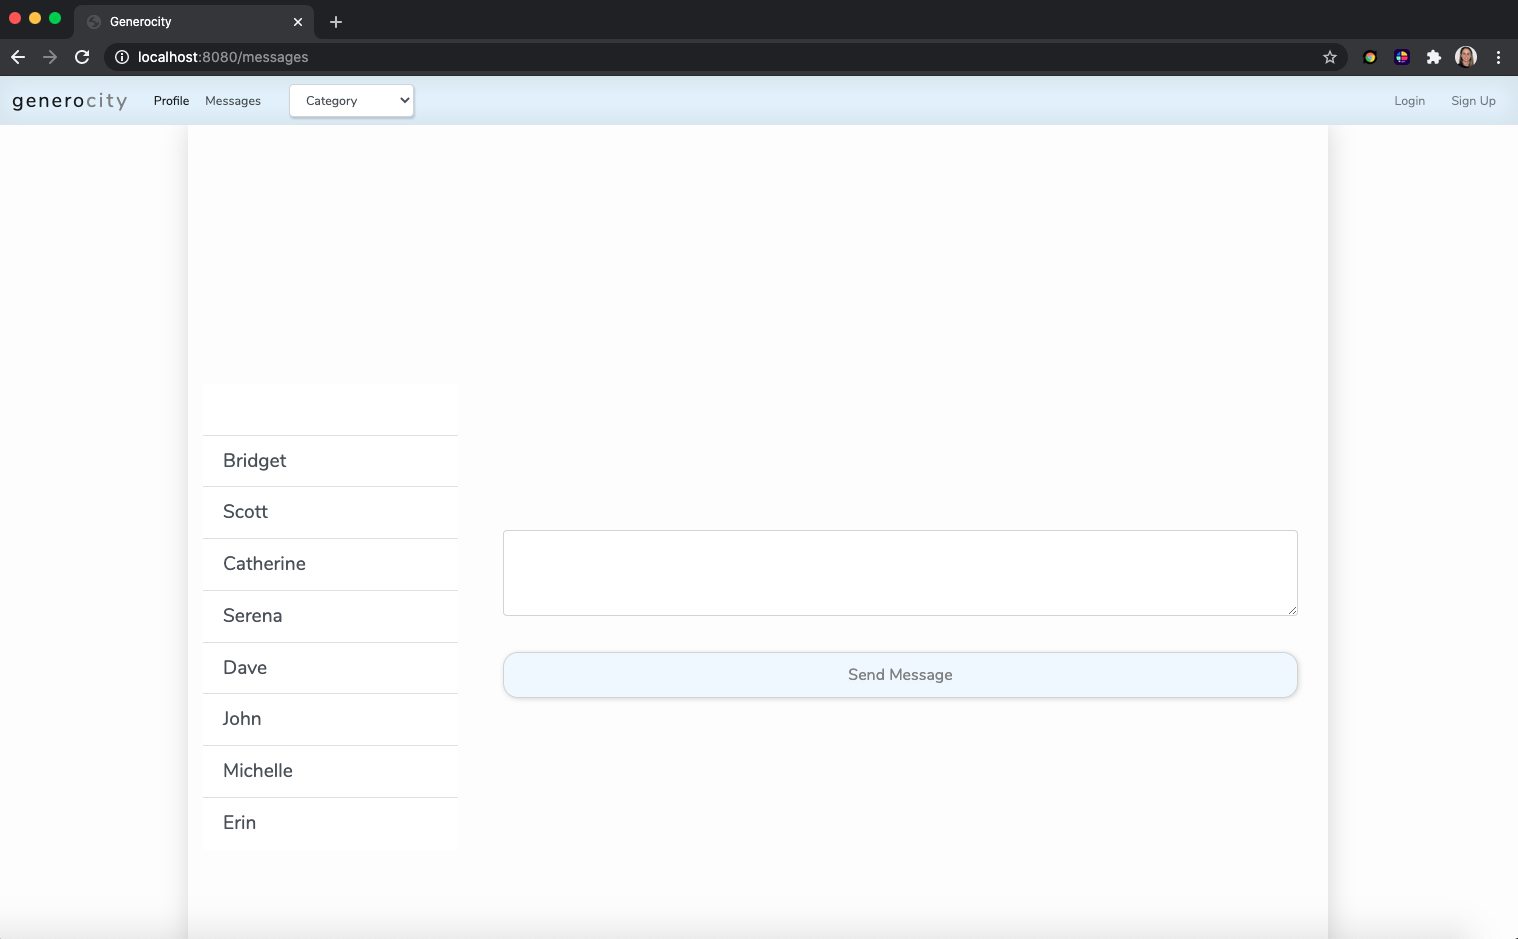 Generocity
localhost:8080/messages
generocity Profile Messages Category Login Sign Up
Bridget
Scott
Catherine
Serena
Dave
John
Michelle
Erin
Send Message